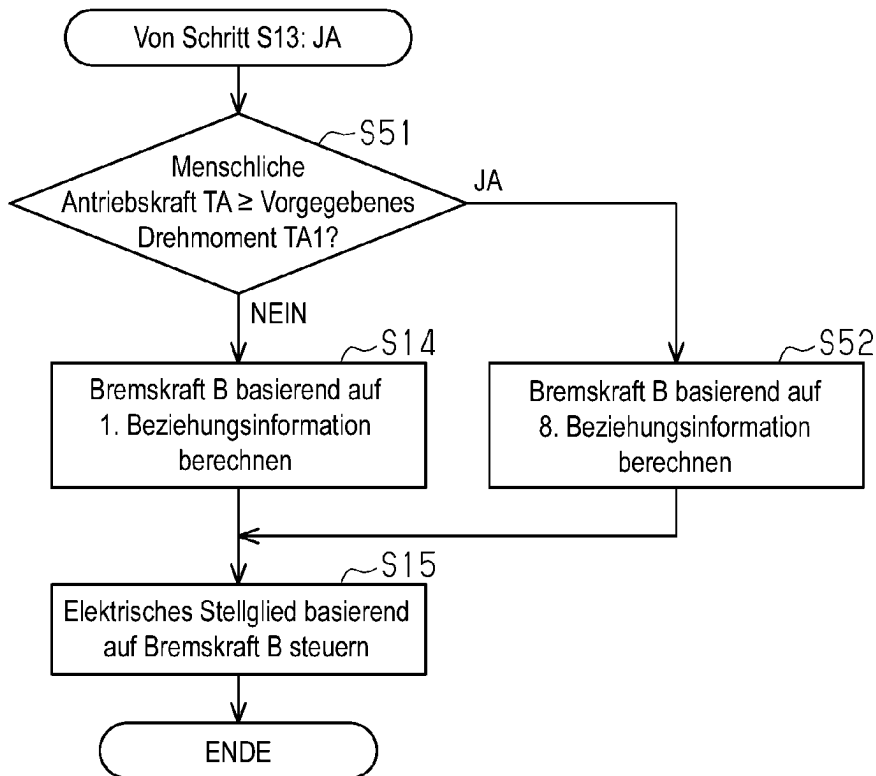 Von Schritt S13: JA
S51
Menschliche
Antriebskraft TA ≥ Vorgegebenes
Drehmoment TA1?
JA
NEIN
S14
Bremskraft B basierend auf
1. Beziehungsinformation
berechnen
S52
Bremskraft B basierend auf
8. Beziehungsinformation
berechnen
S15
Elektrisches Stellglied basierend
auf Bremskraft B steuern
ENDE